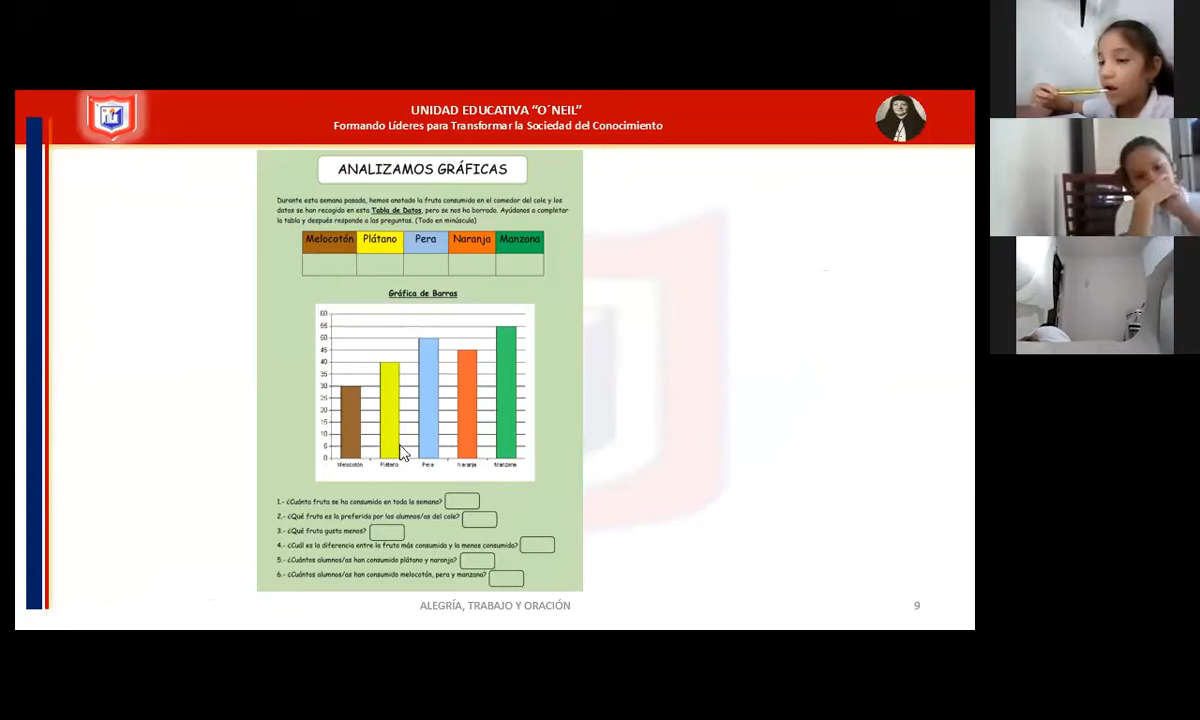 UNIDAD EDUCATIVA “O´NEIL”
Formando Líderes para Transformar la Sociedad del Conocimiento
ANALIZAMOS GRÁFICAS
Durante esta semana pasada, hemos anotado la fruta consumida en el comedor del cole y los
datos se han recogido en esta Tabla de Datos, pero se nos ha borrado. Ayúdanos a completar
la tabla y después responde a las preguntas. (Todo en minúscula)
Melocotón Plátano Pera Naranja Manzana
Gráfica de Barras
60
55
50
45
40
35
30
25
20
15
10
5
0
Melocotón Plátano Pera Naranja Manzana
1.- ¿Cuánta fruta se ha consumido en toda la semana?
2.- ¿Qué fruta es la preferida por los alumnos/as del cole?
3.- ¿Qué fruta gusta menos?
4.- ¿Cuál es la diferencia entre la fruta más consumida y la menos consumida?
5.- ¿Cuántos alumnos/as han consumido plátano y naranja?
6.- ¿Cuántos alumnos/as han consumido melocotón, pera y manzana?
ALEGRÍA, TRABAJO Y ORACIÓN
9